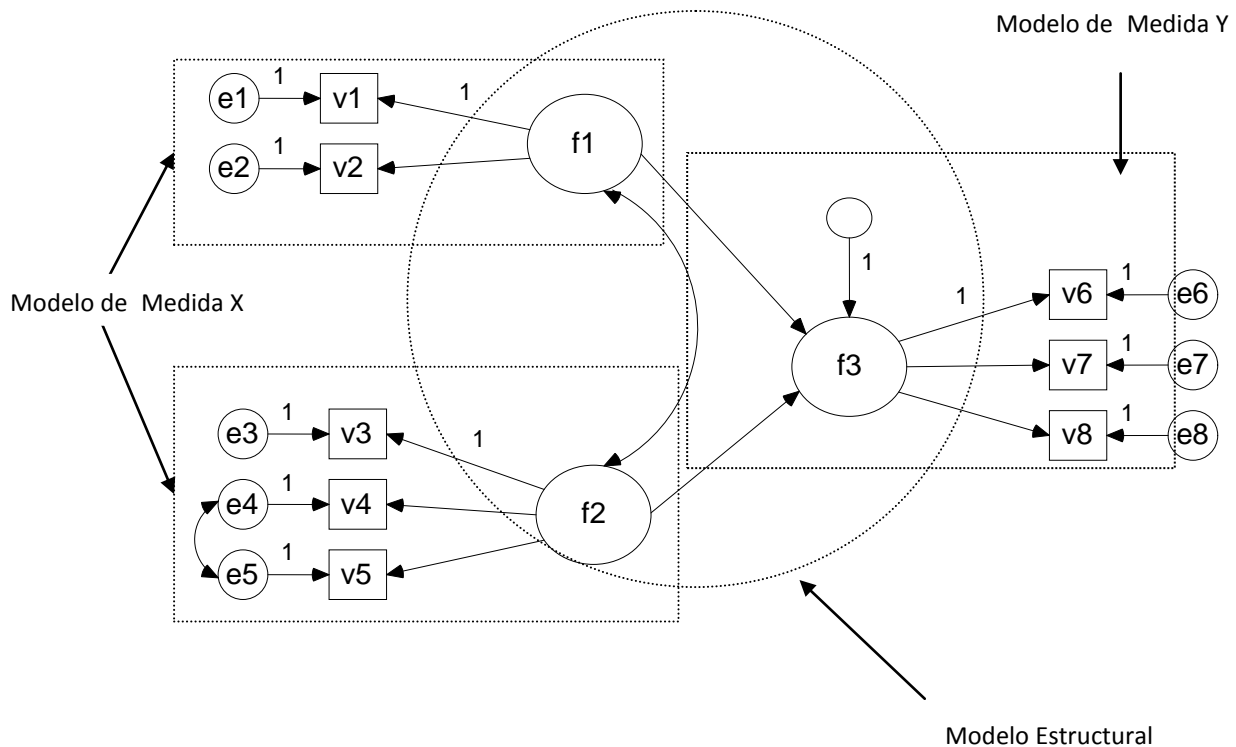 Modelo de Medida Y
e1 1 v1 1 f1
e2 1 v2
Modelo de Medida X
1
f3
1 v6 1 e6
v7 1 e7
v8 1 e8
e3 1 v3 1 f2
e4 1 v4
e5 1 v5
Modelo Estructural